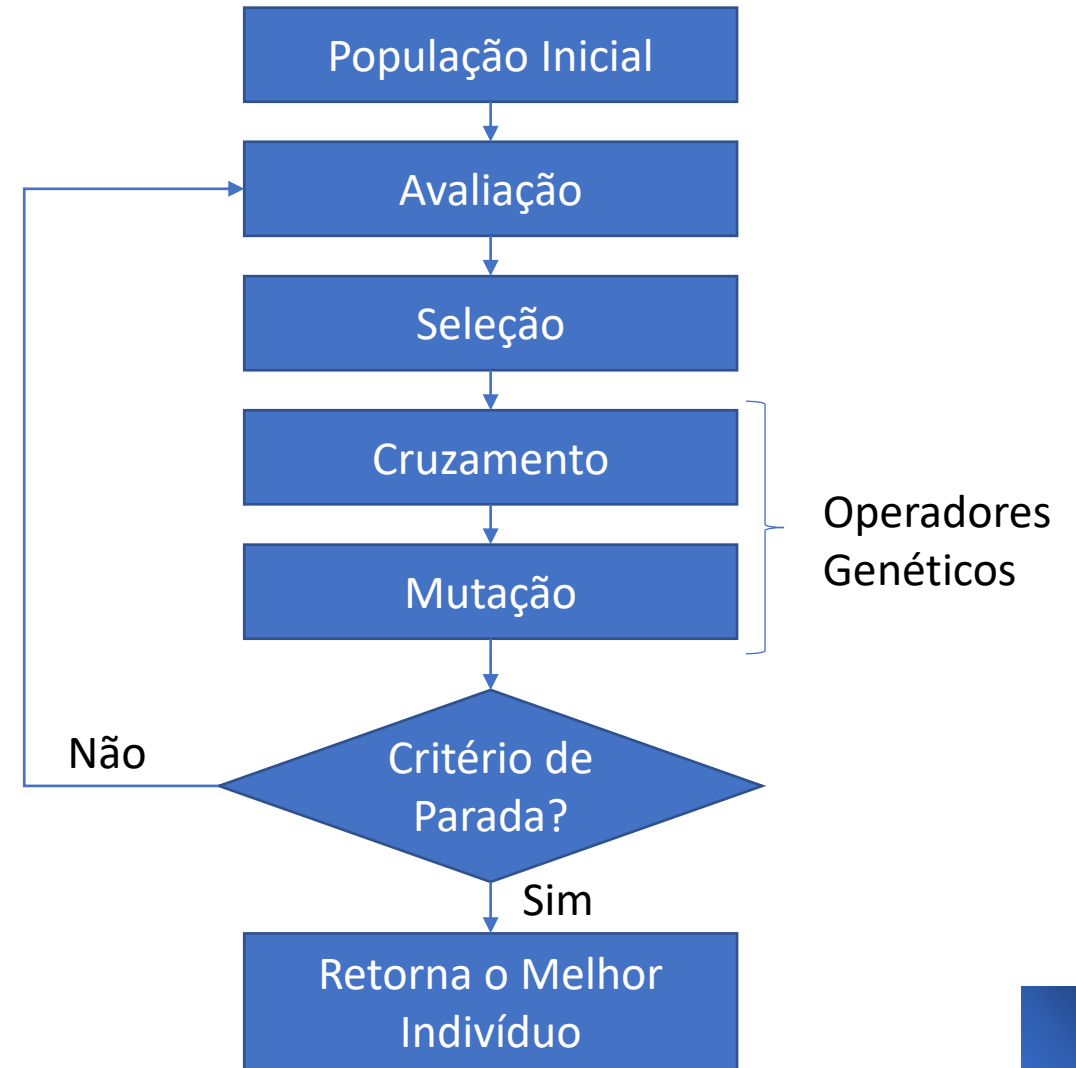 População Inicial
Avaliação
Seleção
Cruzamento
Mutação
Operadores
Genéticos
Não
Critério de
Parada?
Sim
Retorna o Melhor
Indivíduo